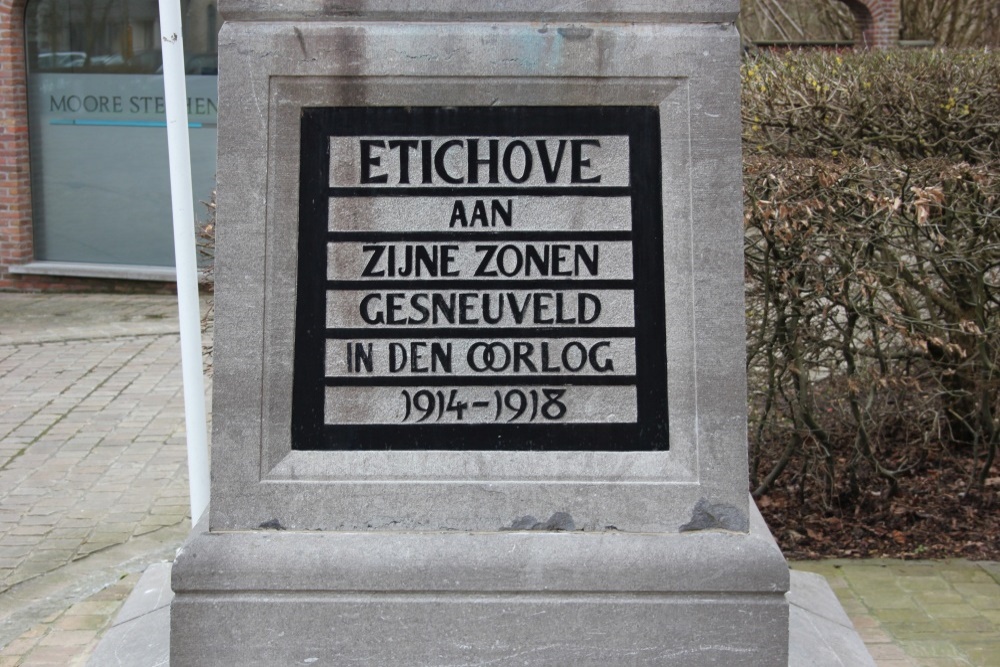 MOORE STEPHEN
ETICHOVE
AAN
ZIJNE ZONEN
GESNEUVELD
IN DEN OORLOG
1914-1918